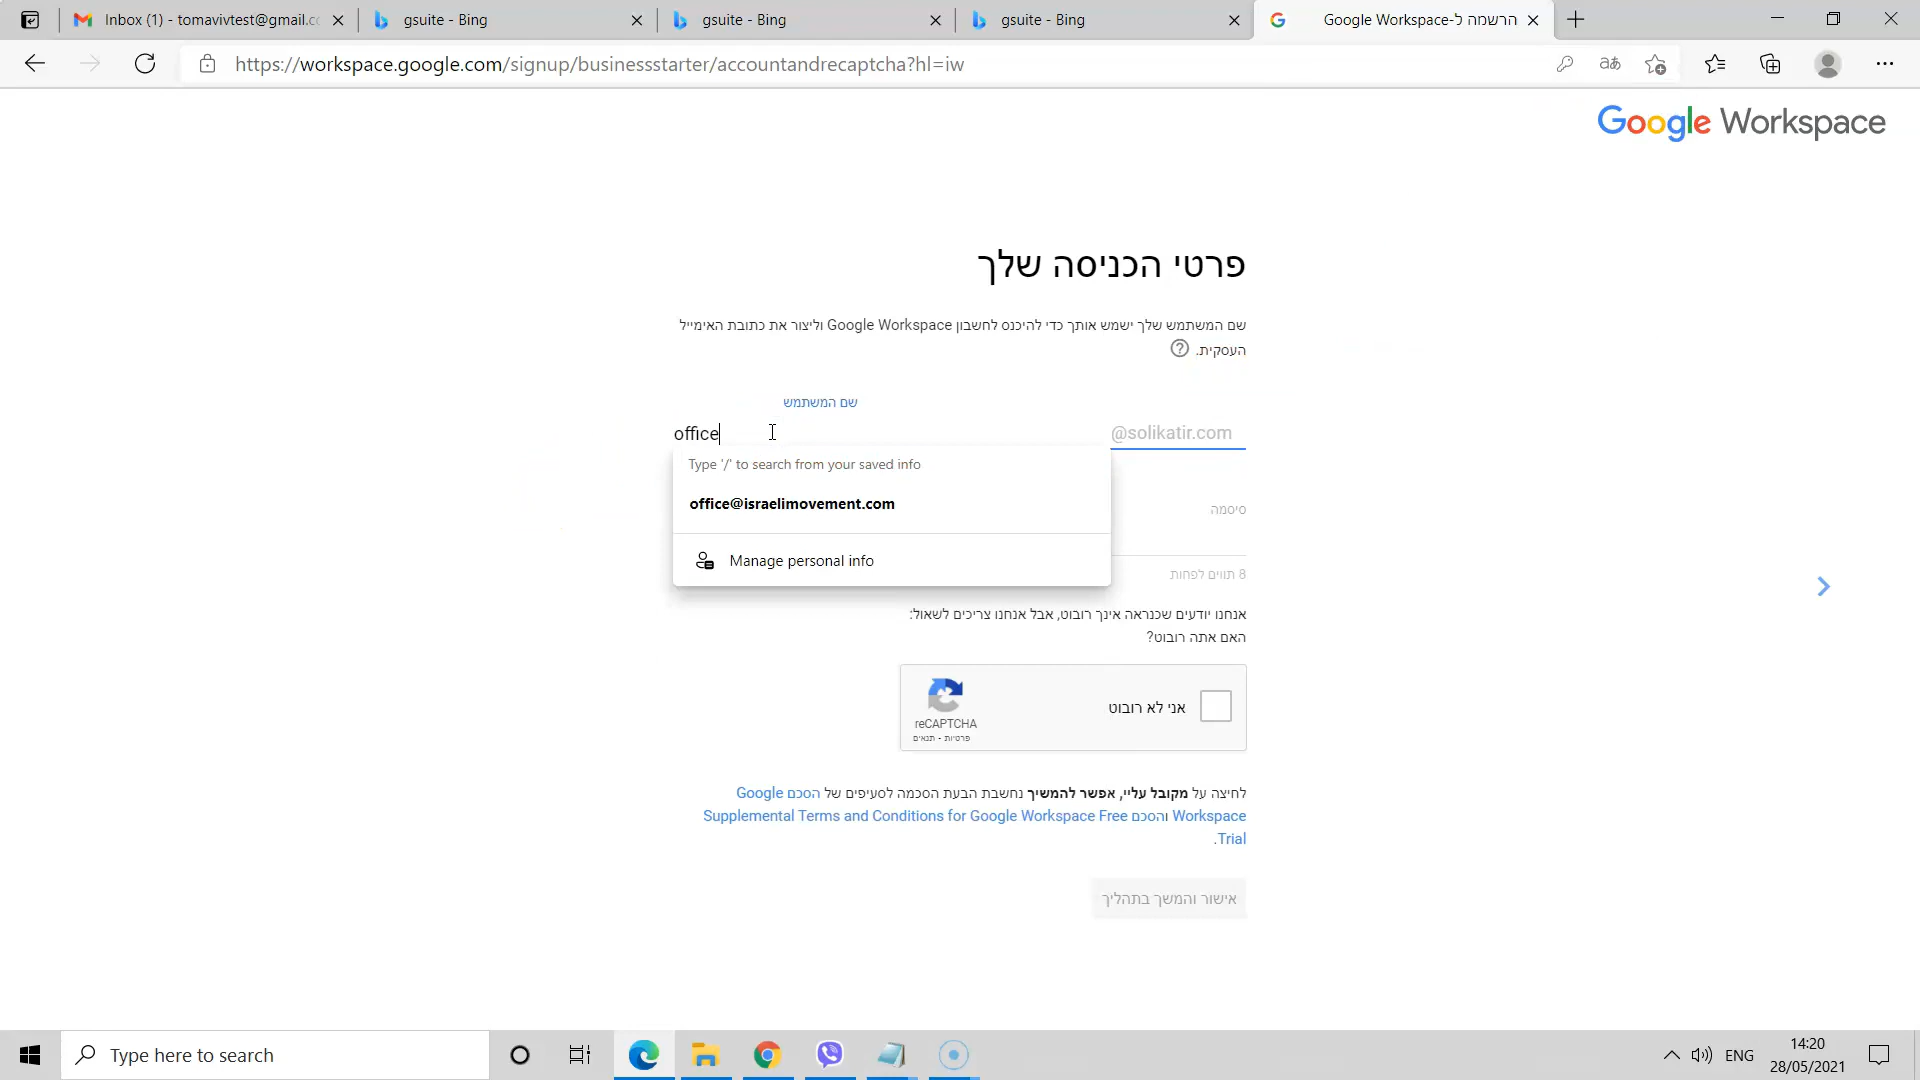 Inbox (1) - tomavivtest@gmail.cc
gsuite - Bing
gsuite - Bing
gsuite - Bing
הרשמה ל-Google Workspace
https://workspace.google.com/signup/businessstarter/accountandrecaptcha?hl=iw
Google Workspace
פרטי הכניסה שלך
שם המשתמש שלך ישמש אותך כדי להיכנס לחשבון Google Workspace וליצור את כתובת האימייל
העסקית.
שם המשתמש
office
@solikatir.com
Type '/' to search from your saved info
office@israelimovement.com
Manage personal info
סיסמה
8 תווים לפחות
אנחנו יודעים שכנראה אינך רובוט, אבל אנחנו צריכים לשאול:
האם אתה רובוט?
אני לא רובוט
reCAPTCHA
פרטיות - תנאים
לחיצה על מקובל עליי, אפשר להמשיך נחשבת הבעת הסכמה לסעיפים של הסכם Google
Workspace והסכם Supplemental Terms and Conditions for Google Workspace Free
Trial.
אישור והמשך בתהליך
Type here to search
ENG
14:20
28/05/2021